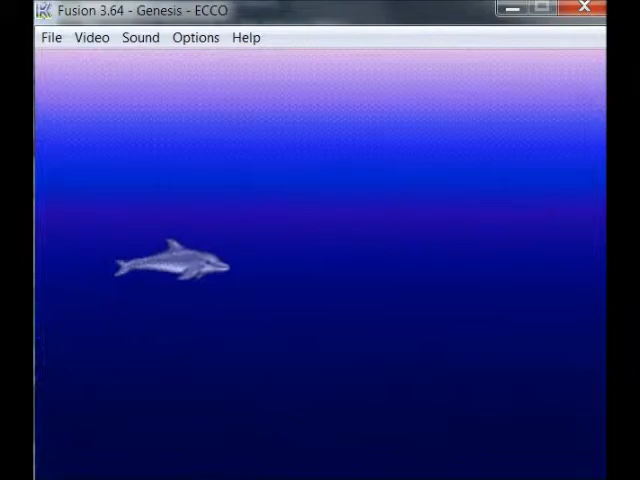 Fusion 3.64 - Genesis - ECCO
File Video Sound Options Help